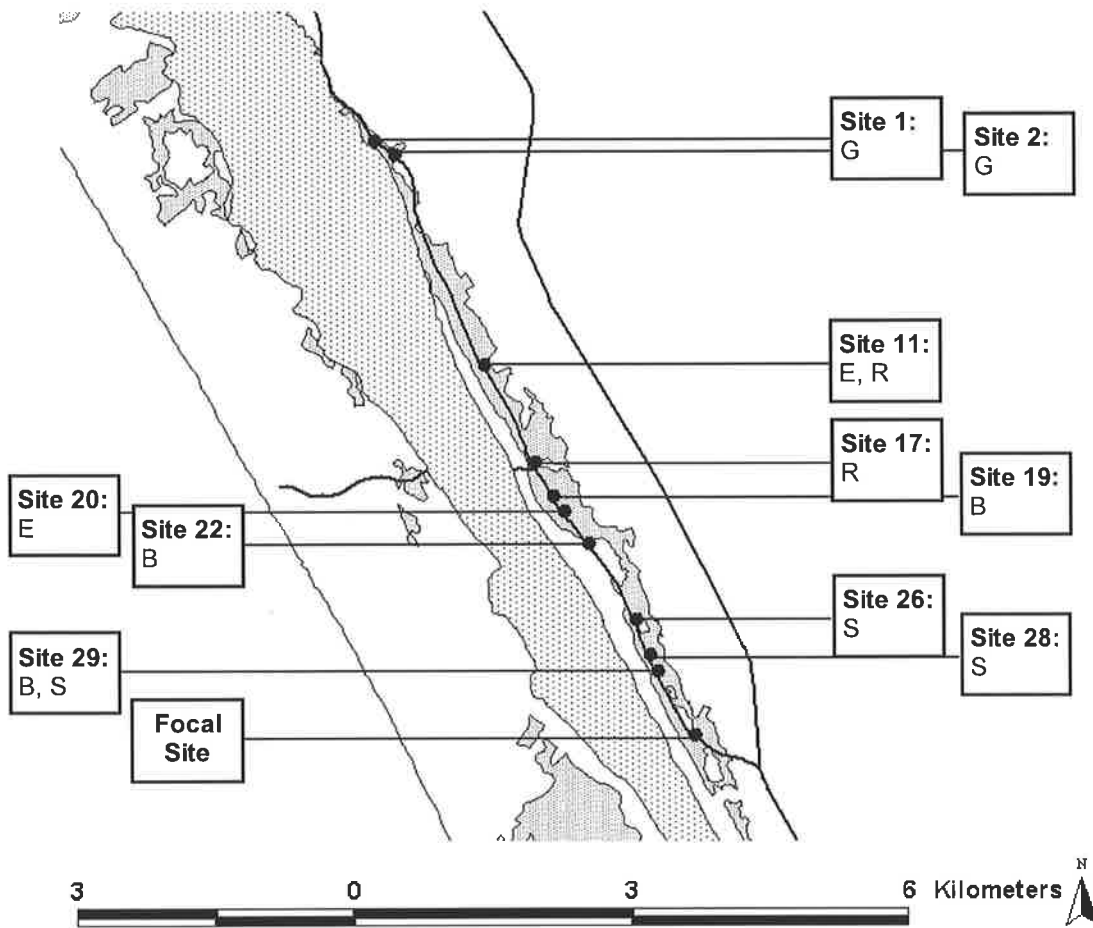 Site 1:
G
Site 2:
G
Site 11:
E, R
Site 17:
R
Site 19:
B
Site 20:
E
Site 22:
B
Site 26:
S
Site 28:
S
Site 29:
B, S
Focal
Site
3 0 3 6 Kilometers
N